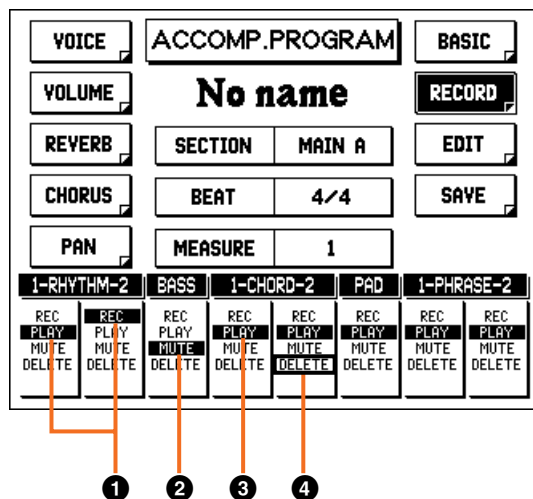 VOICE ACCOMP.PROGRAM BASIC
VOLUME No name RECORD
REVERB SECTION MAIN A EDIT
CHORUS BEAT 4/4 SAVE
PAN MEASURE 1
1-RHYTHM-2 BASS 1-CHORD-2 PAD 1-PHRASE-2
REC REC REC REC REC REC REC REC
PLAY PLAY PLAY PLAY PLAY PLAY PLAY PLAY
MUTE MUTE MUTE MUTE MUTE MUTE MUTE MUTE
DELETE DELETE DELETE DELETE DELETE DELETE DELETE DELETE
1 2 3 4